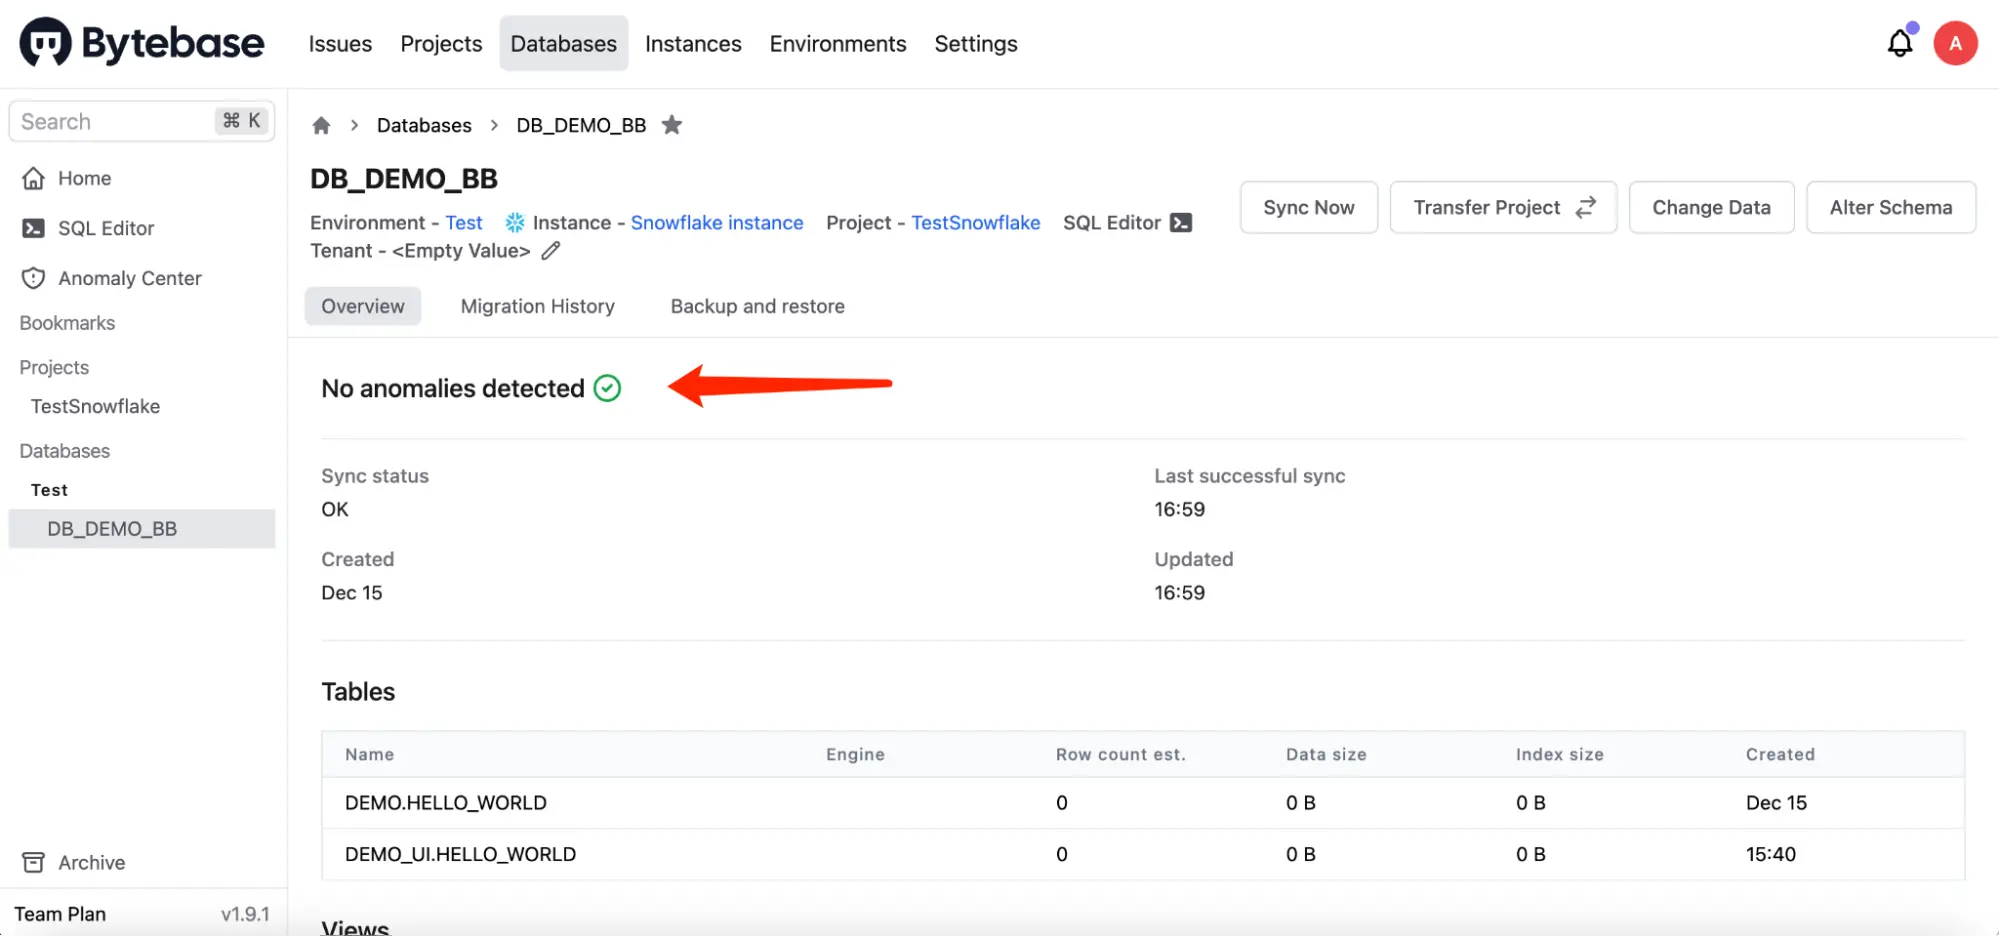 Bytebase
Issues Projects Databases Instances Environments Settings
A
Search ⌘ K
Home
SQL Editor
Anomaly Center
Bookmarks
Projects
TestSnowflake
Databases
Test
DB_DEMO_BB
Archive
Team Plan v1.9.1
Databases > DB_DEMO_BB
DB_DEMO_BB
Environment - Test Instance - Snowflake instance Project - TestSnowflake SQL Editor
Tenant - <Empty Value>
Sync Now Transfer Project Change Data Alter Schema
Overview Migration History Backup and restore
No anomalies detected
Sync status Last successful sync
OK 16:59
Created Updated
Dec 15 16:59
Tables
Name Engine Row count est. Data size Index size Created
DEMO.HELLO_WORLD 0 0 B 0 B Dec 15
DEMO_UI.HELLO_WORLD 0 0 B 0 B 15:40
Views